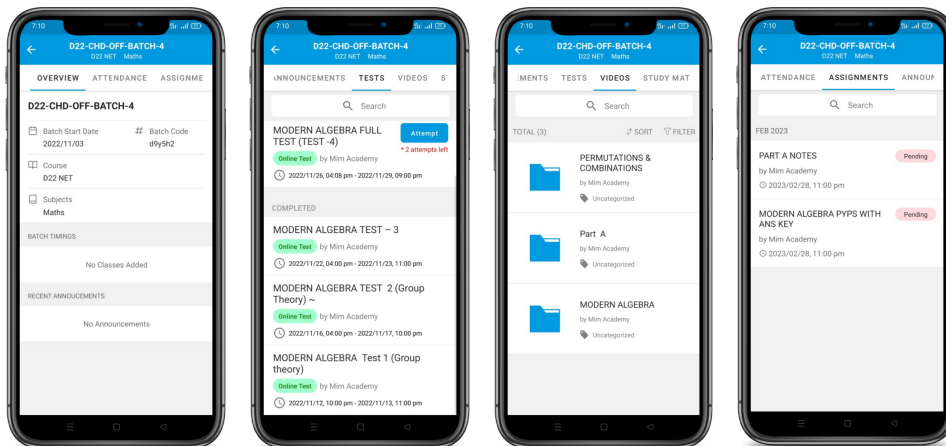 7:10
D22-CHD-OFF-BATCH-4
D22 NET Maths
OVERVIEW ATTENDANCE ASSIGNME
D22-CHD-OFF-BATCH-4
Batch Start Date
2022/11/03
# Batch Code
d9y5h2
Course
D22 NET
Subjects
Maths
BATCH TIMINGS
No Classes Added
RECENT ANNOUCEMENTS
No Announcements
7:10
D22-CHD-OFF-BATCH-4
D22 NET Maths
NNOUNCEMENTS TESTS VIDEOS S
Search
MODERN ALGEBRA FULL
TEST (TEST -4)
Attempt
* 2 attempts left
Online Test by Mim Academy
2022/11/26, 04:08 pm - 2022/11/29, 09:00 pm
COMPLETED
MODERN ALGEBRA TEST – 3
Online Test by Mim Academy
2022/11/22, 04:00 pm - 2022/11/23, 11:00 pm
MODERN ALGEBRA TEST 2 (Group
Theory) ~
Online Test by Mim Academy
2022/11/16, 04:00 pm - 2022/11/17, 10:00 pm
MODERN ALGEBRA Test 1 (Group
theory)
Online Test by Mim Academy
2022/11/12, 10:00 pm - 2022/11/13, 11:00 pm
7:10
D22-CHD-OFF-BATCH-4
D22 NET Maths
EMENTS TESTS VIDEOS STUDY MAT
Search
TOTAL (3) SORT FILTER
PERMUTATIONS &
COMBINATIONS
by Mim Academy
Uncategorized
Part A
by Mim Academy
Uncategorized
MODERN ALGEBRA
by Mim Academy
Uncategorized
7:10
D22-CHD-OFF-BATCH-4
D22 NET Maths
ATTENDANCE ASSIGNMENTS ANNOUN
Search
FEB 2023
PART A NOTES
Pending
by Mim Academy
2023/02/28, 11:00 pm
MODERN ALGEBRA PYPS WITH
ANS KEY
Pending
by Mim Academy
2023/02/28, 11:00 pm